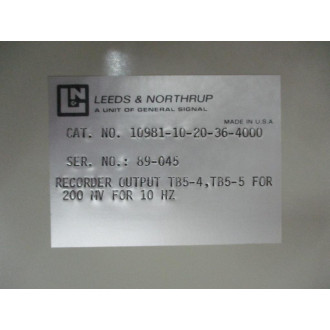 LN
LEEDS & NORTHRUP
A UNIT OF GENERAL SIGNAL
MADE IN U.S.A.
CAT. NO. 10981-10-20-36-4000
SER. NO.: 89-045
RECORDER OUTPUT TB5-4,TB5-5 FOR
200 MV FOR 10 HZ